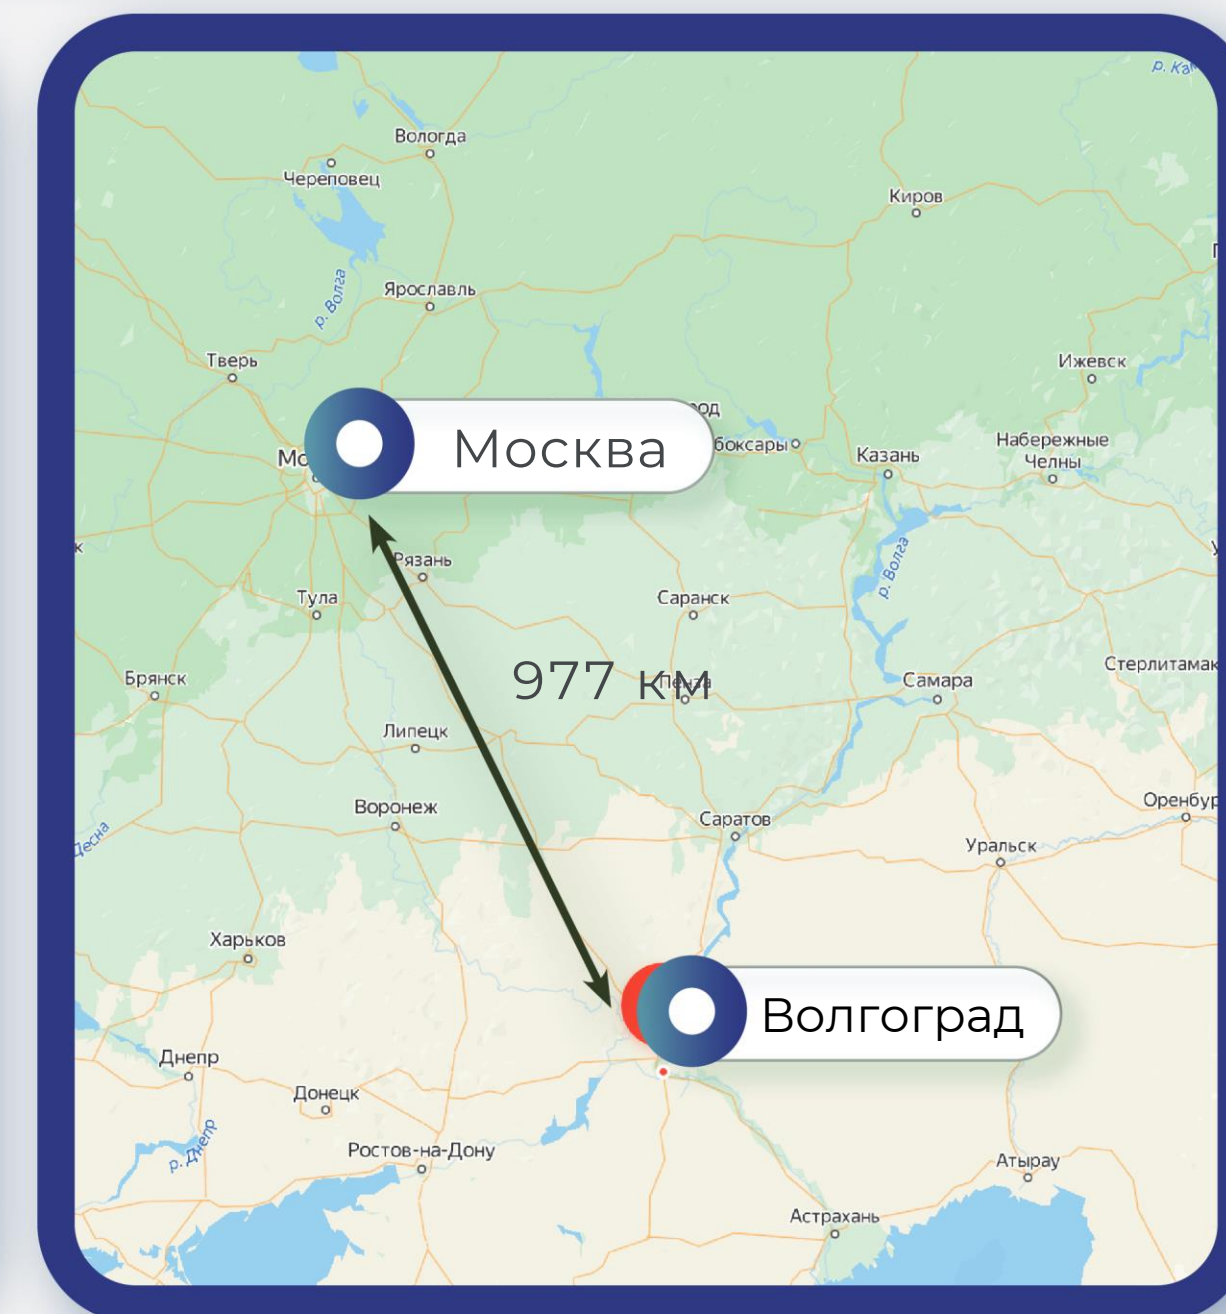 р. Ка
Вологда
Череповец
Киров
р. Волга
Ярославль
Тверь
Ижевск
род
Москва
Мо
боксары
Казань
Набережные
Челны
Рязань
р. Волга
Тула
Саранск
977 км
Пенза
Брянск
Самара
Стерлитамак
Липецк
Воронеж
Саратов
Оренбур
Десна
Уральск
Харьков
Волгоград
Днепр
Донецк
р. Днепр
Ростов-на-Дону
Атырау
Астрахань